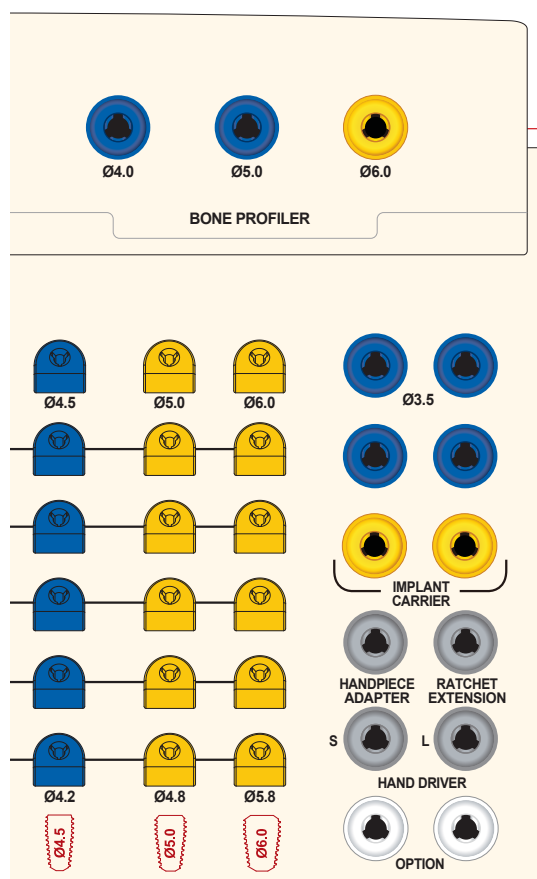 Ø4.0 Ø5.0 Ø6.0
BONE PROFILER
Ø4.5 Ø5.0 Ø6.0 Ø3.5
IMPLANT
CARRIER
HANDPIECE
ADAPTER
RATCHET
EXTENSION
S L
HAND DRIVER
Ø4.2 Ø4.8 Ø5.8
Ø4.5 Ø5.0 Ø6.0
OPTION